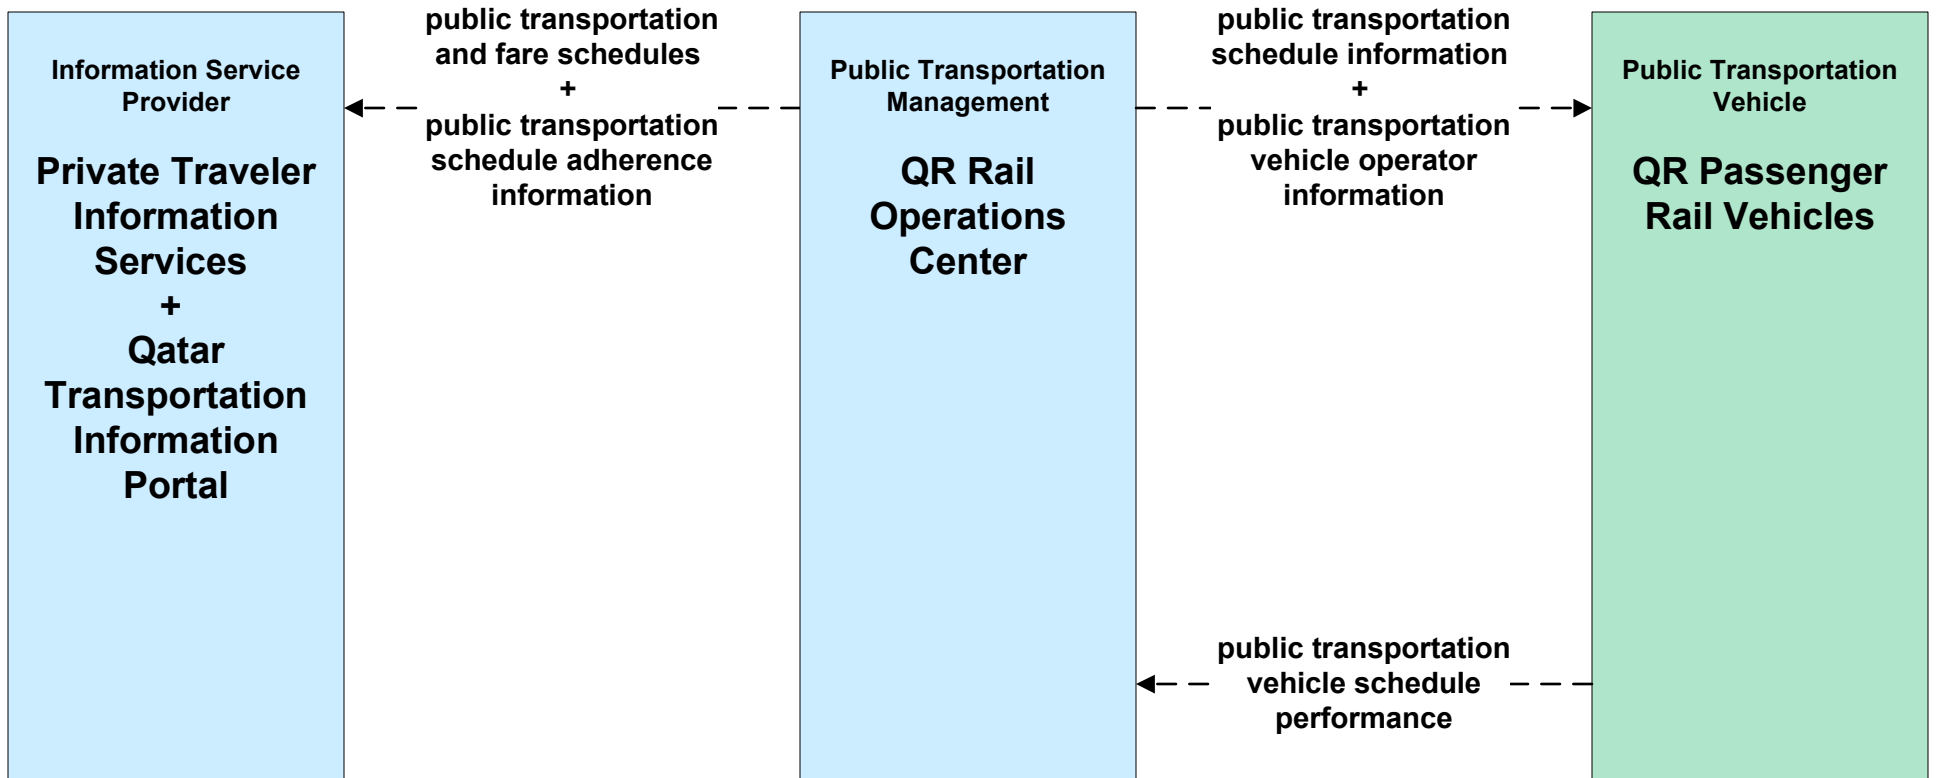 Information Service
Provider
Private Traveler
Information
Services
+
Qatar
Transportation
Information
Portal
public transportation
and fare schedules
+
public transportation
schedule adherence
information
Public Transportation
Management
QR Rail
Operations
Center
public transportation
schedule information
+
public transportation
vehicle operator
information
public transportation
vehicle schedule
performance
Public Transportation
Vehicle
QR Passenger
Rail Vehicles